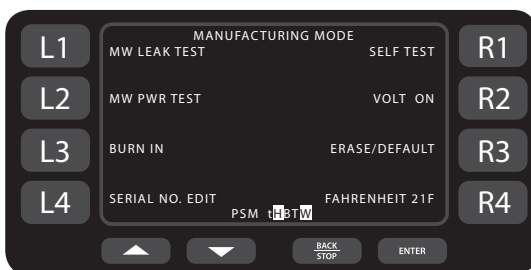 MANUFACTURING MODE
L1 MW LEAK TEST SELF TEST R1
L2 MW PWR TEST VOLT ON R2
L3 BURN IN ERASE/DEFAULT R3
L4 SERIAL NO. EDIT FAHRENHEIT 21F R4
PSM tHBTW
BACK ENTER
STOP